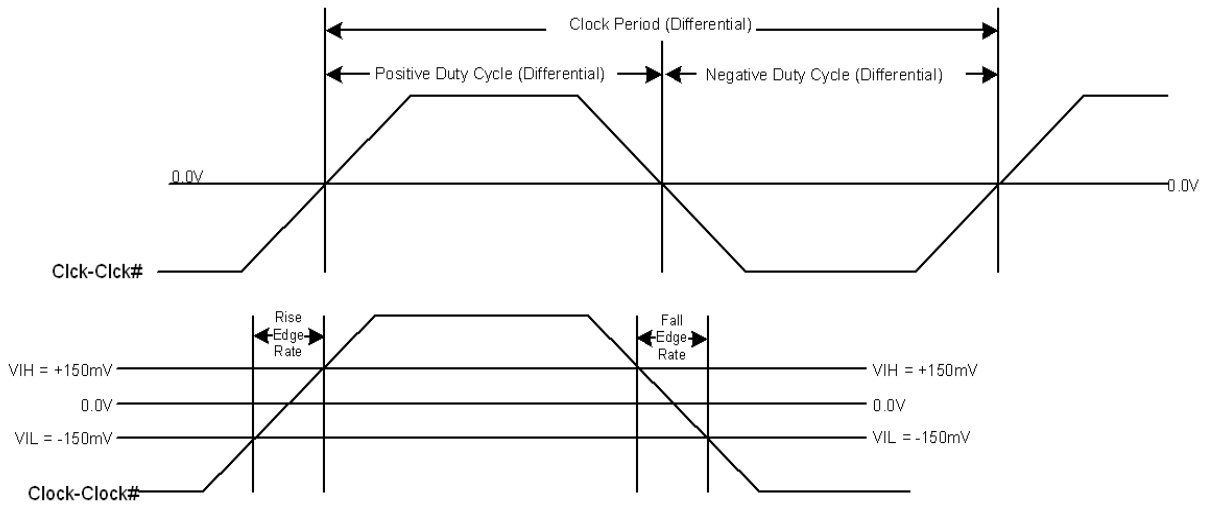 Clock Period (Differential)
Positive Duty Cycle (Differential)
Negative Duty Cycle (Differential)
0.0V
0.0V
Clck-Clck#
Rise
Edge
Rate
Fall
Edge
Rate
VIH = +150mV
VIH = +150mV
0.0V
0.0V
VIL = -150mV
VIL = -150mV
Clock-Clock#